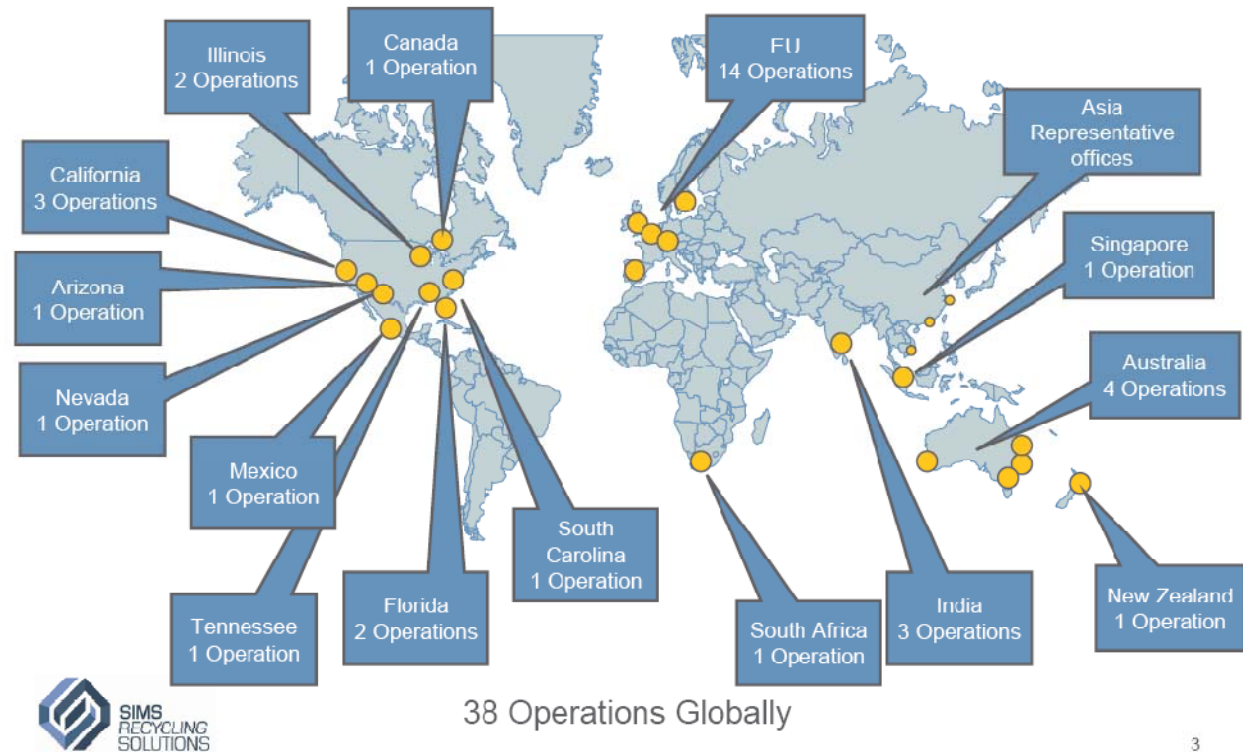 Illinois
2 Operations
Canada
1 Operation
EU
14 Operations
Asia
Representative
offices
California
3 Operations
Singapore
1 Operation
Arizona
1 Operation
Australia
4 Operations
Nevada
1 Operation
Mexico
1 Operation
South
Carolina
1 Operation
Tennessee
1 Operation
Florida
2 Operations
South Africa
1 Operation
India
3 Operations
New Zealand
1 Operation
SIMS
RECYCLING
SOLUTIONS
38 Operations Globally
3